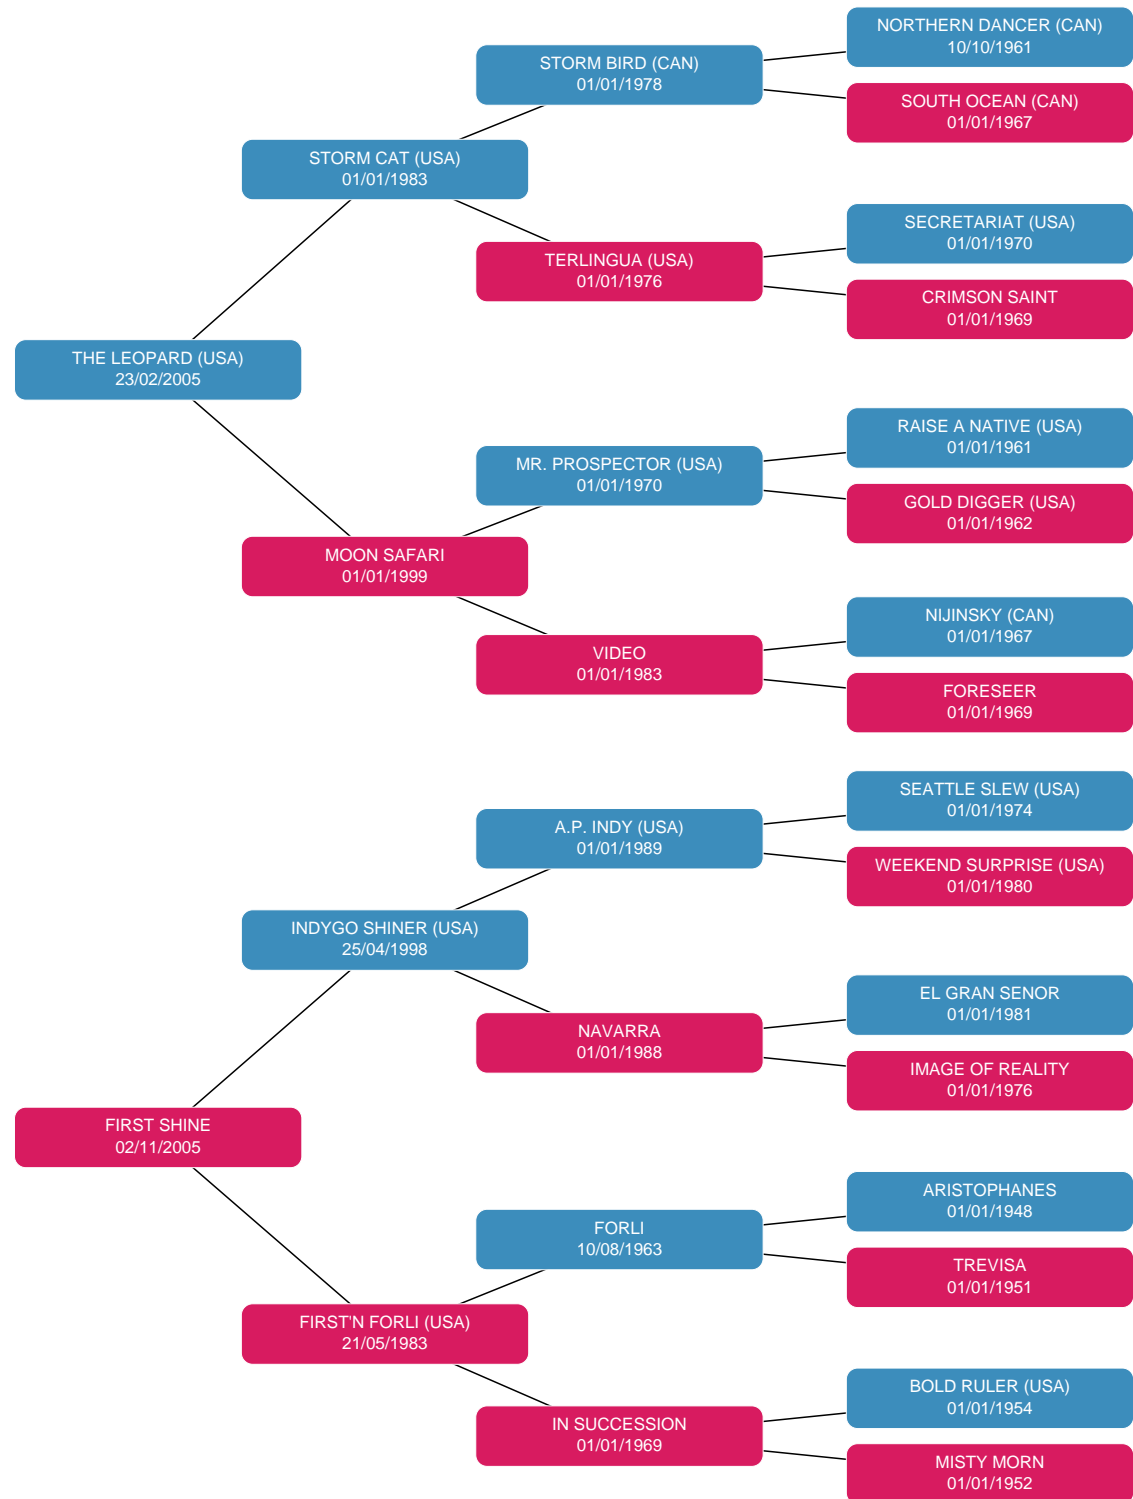 NORTHERN DANCER (CAN)
10/10/1961
STORM BIRD (CAN)
01/01/1978
SOUTH OCEAN (CAN)
01/01/1967
STORM CAT (USA)
01/01/1983
SECRETARIAT (USA)
01/01/1970
TERLINGUA (USA)
01/01/1976
CRIMSON SAINT
01/01/1969
THE LEOPARD (USA)
23/02/2005
RAISE A NATIVE (USA)
01/01/1961
MR. PROSPECTOR (USA)
01/01/1970
GOLD DIGGER (USA)
01/01/1962
MOON SAFARI
01/01/1999
NIJINSKY (CAN)
01/01/1967
VIDEO
01/01/1983
FORESEER
01/01/1969
SEATTLE SLEW (USA)
01/01/1974
A.P. INDY (USA)
01/01/1989
WEEKEND SURPRISE (USA)
01/01/1980
INDYGO SHINER (USA)
25/04/1998
EL GRAN SENOR
01/01/1981
NAVARRA
01/01/1988
IMAGE OF REALITY
01/01/1976
FIRST SHINE
02/11/2005
ARISTOPHANES
01/01/1948
FORLI
10/08/1963
TREVISA
01/01/1951
FIRST'N FORLI (USA)
21/05/1983
BOLD RULER (USA)
01/01/1954
IN SUCCESSION
01/01/1969
MISTY MORN
01/01/1952